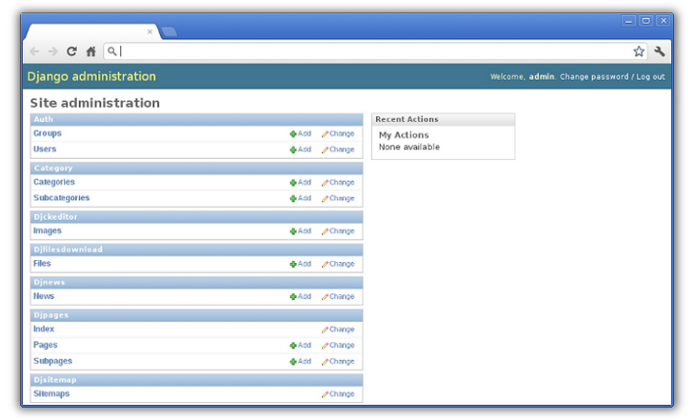 Django administration
Welcome, admin. Change password / Log out
Site administration
Auth
Groups Add Change
Users Add Change
Category
Categories Add Change
Subcategories Add Change
Djckeditor
Images Add Change
Djfilesdownload
Files Add Change
Djnews
News Add Change
Djpages
Index Change
Pages Add Change
Subpages Add Change
Djsitemap
Sitemaps Change
Recent Actions
My Actions
None available